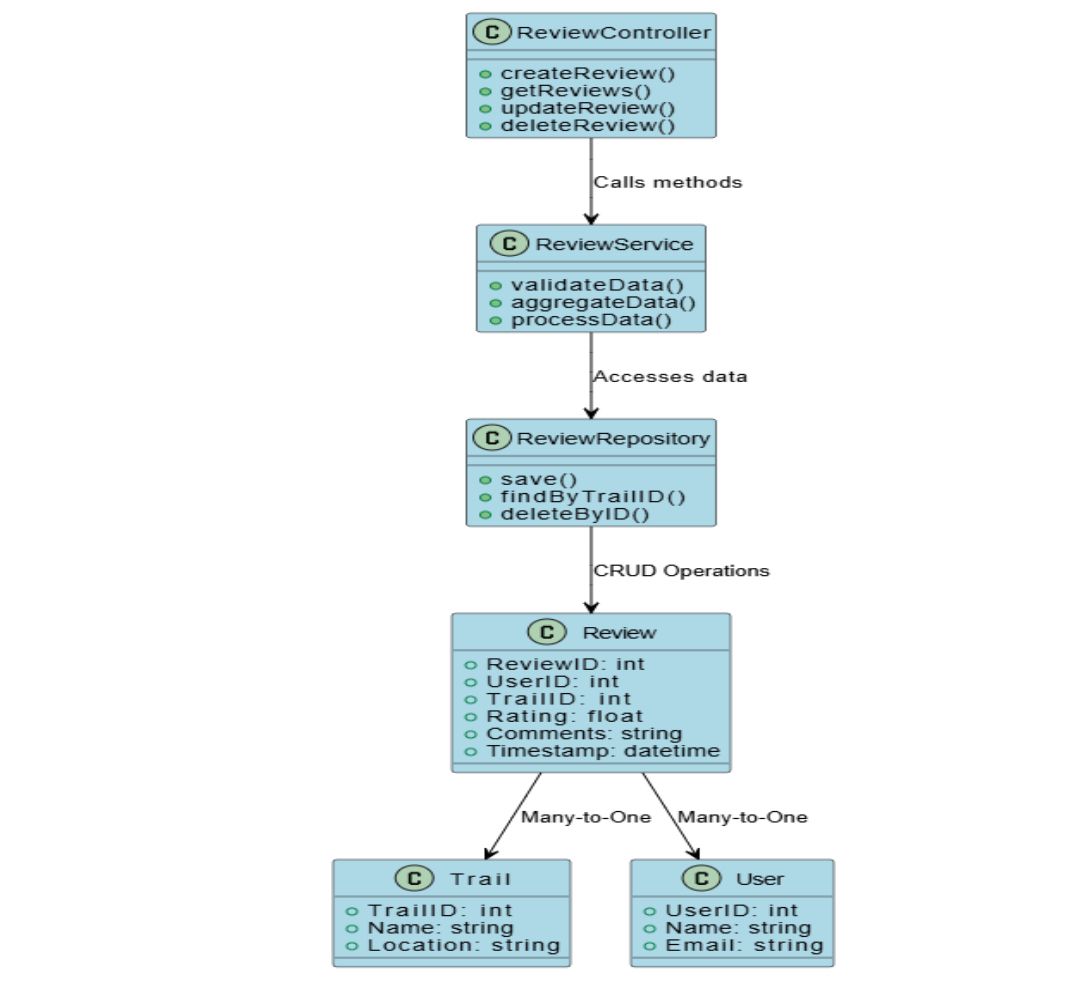 C ReviewController
createReview()
getReviews()
updateReview()
deleteReview()
Calls methods
C ReviewService
validateData()
aggregateData()
processData()
Accesses data
C ReviewRepository
save()
findByTrailID()
deleteByID()
CRUD Operations
C Review
ReviewID: int
UserID: int
TrailID: int
Rating: float
Comments: string
Timestamp: datetime
Many-to-One
Many-to-One
C Trail
TrailID: int
Name: string
Location: string
C User
UserID: int
Name: string
Email: string